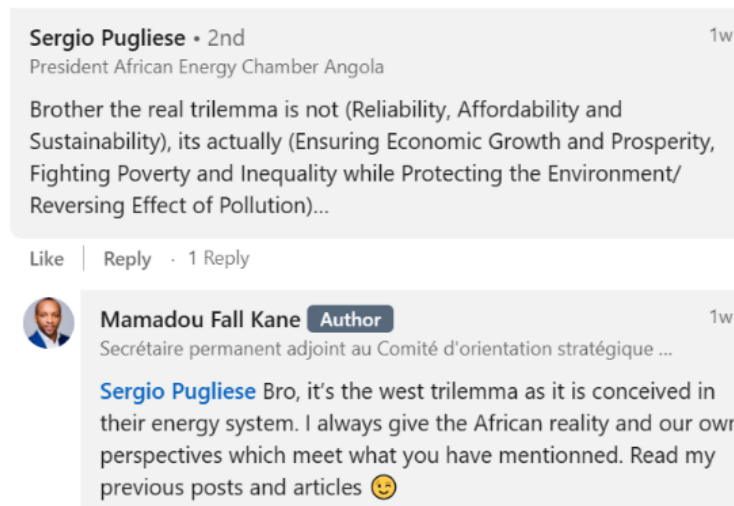 Sergio Pugliese • 2nd
1w
President African Energy Chamber Angola
Brother the real trilemma is not (Reliability, Affordability and
Sustainability), its actually (Ensuring Economic Growth and Prosperity,
Fighting Poverty and Inequality while Protecting the Environment/
Reversing Effect of Pollution)...
Like | Reply · 1 Reply
Mamadou Fall Kane Author
1w
Secrétaire permanent adjoint au Comité d'orientation stratégique ...
Sergio Pugliese Bro, it's the west trilemma as it is conceived in
their energy system. I always give the African reality and our own
perspectives which meet what you have mentionned. Read my
previous posts and articles 😉